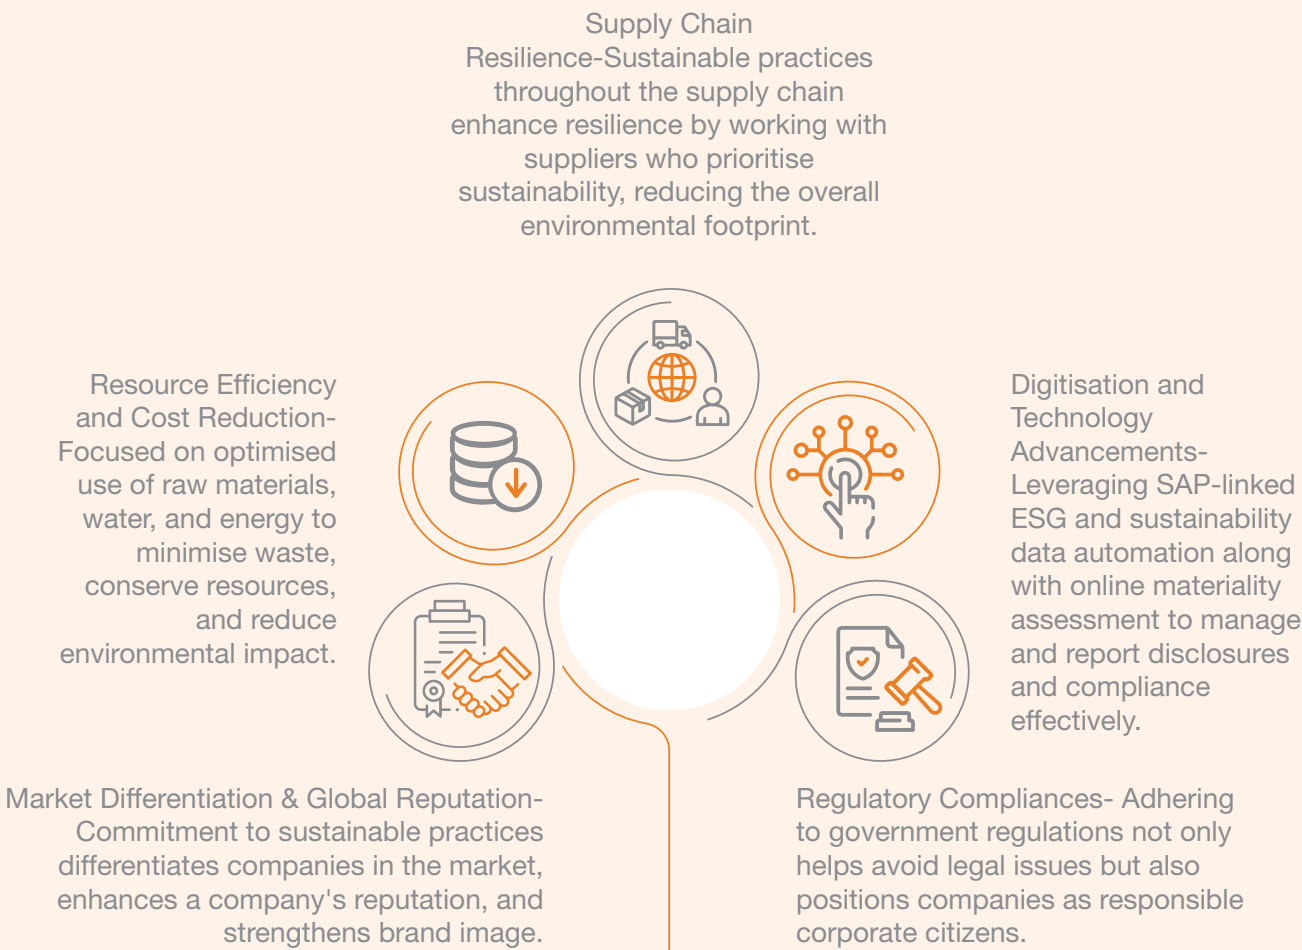 Supply Chain
Resilience-Sustainable practices
throughout the supply chain
enhance resilience by working with
suppliers who prioritise
sustainability, reducing the overall
environmental footprint.
Resource Efficiency
and Cost Reduction-
Focused on optimised
use of raw materials,
water, and energy to
minimise waste,
conserve resources,
and reduce
environmental impact.
Digitisation and
Technology
Advancements-
Leveraging SAP-linked
ESG and sustainability
data automation along
with online materiality
assessment to manage
and report disclosures
and compliance
effectively.
Market Differentiation & Global Reputation-
Commitment to sustainable practices
differentiates companies in the market,
enhances a company's reputation, and
strengthens brand image.
Regulatory Compliances- Adhering
to government regulations not only
helps avoid legal issues but also
positions companies as responsible
corporate citizens.